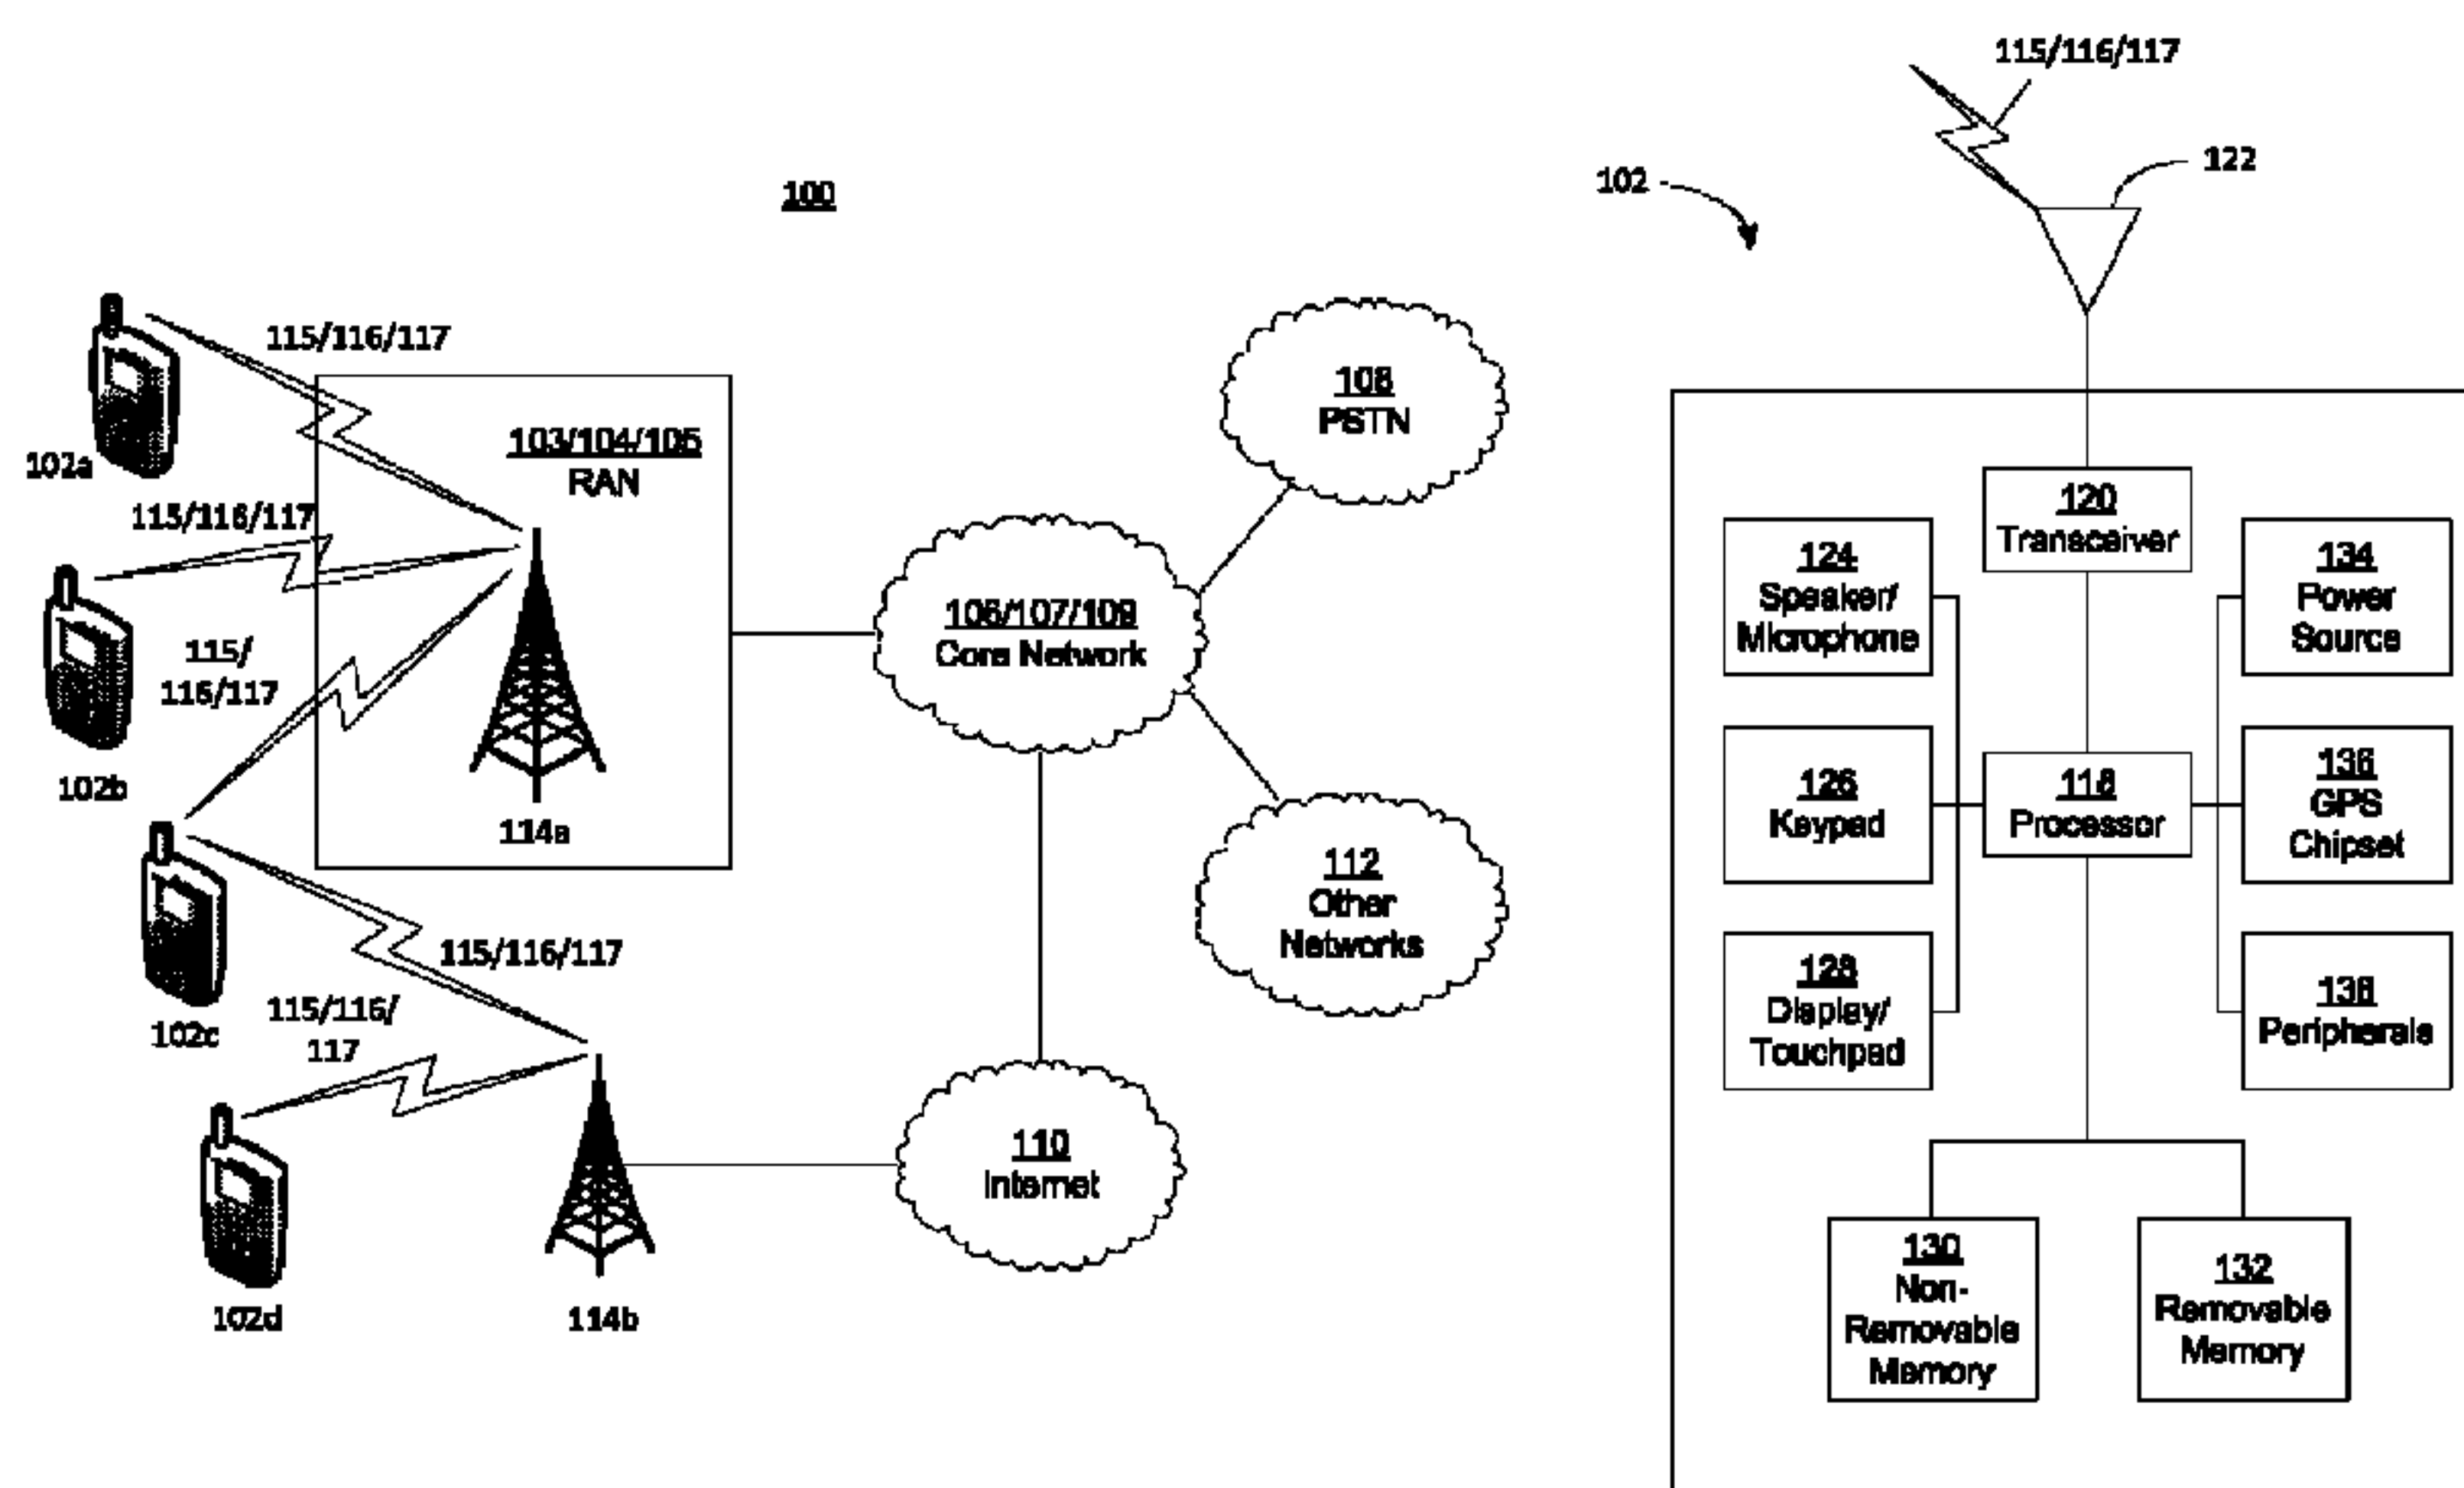 100
115/116/117
102a
103/104/105
RAN
115/116/117
102b
115/
116/117
114a
102c
115/116/117
115/116/
117
102d
114b
106/107/109
Core Network
108
PSTN
112
Other
Networks
110
Internet
115/116/117
102
122
120
Transceiver
124
Speaker/
Microphone
134
Power
Source
126
Keypad
118
Processor
136
GPS
Chipset
128
Display/
Touchpad
138
Peripherals
130
Non-
Removable
Memory
132
Removable
Memory